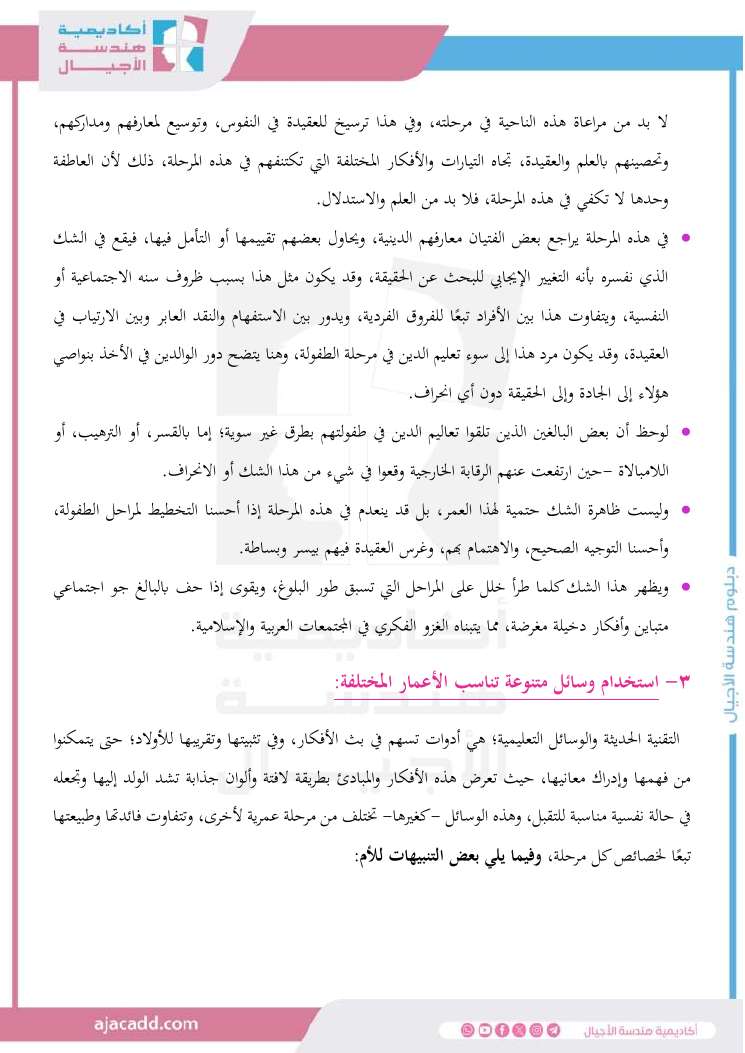 أكاديمية
هندسة
الأجيال
لا بد من مراعاة هذه الناحية في مرحلته، وفي هذا ترسيخ للعقيدة في النفوس، وتوسيع لمعارفهم ومداركهم،
وتحصينهم بالعلم والعقيدة، تجاه التيارات والأفكار المختلفة التي تكتنفهم في هذه المرحلة، ذلك لأن العاطفة
وحدها لا تكفي في هذه المرحلة، فلا بد من العلم والاستدلال.
• في هذه المرحلة يراجع بعض الفتيان معارفهم الدينية، ويحاول بعضهم تقييمها أو التأمل فيها، فيقع في الشك
الذي نفسره بأنه التغيير الإيجابي للبحث عن الحقيقة، وقد يكون مثل هذا بسبب ظروف سنه الاجتماعية أو
النفسية، ويتفاوت هذا بين الأفراد تبعًا للفروق الفردية، ويدور بين الاستفهام والنقد العابر وبين الارتياب في
العقيدة، وقد يكون مرد هذا إلى سوء تعليم الدين في مرحلة الطفولة، وهنا يتضح دور الوالدين في الأخذ بنواصي
هؤلاء إلى الجادة وإلى الحقيقة دون أي انحراف.
• لوحظ أن بعض البالغين الذين تلقوا تعاليم الدين في طفولتهم بطرق غير سوية؛ إما بالقسر، أو الترهيب، أو
اللامبالاة -حين ارتفعت عنهم الرقابة الخارجية وقعوا في شيء من هذا الشك أو الانحراف.
• وليست ظاهرة الشك حتمية لهذا العمر، بل قد ينعدم في هذه المرحلة إذا أحسنا التخطيط لمراحل الطفولة،
وأحسنا التوجيه الصحيح، والاهتمام بهم، وغرس العقيدة فيهم بيسر وبساطة.
• ويظهر هذا الشك كلما طرأ خلل على المراحل التي تسبق طور البلوغ، ويقوى إذا حف بالبالغ جو اجتماعي
متباين وأفكار دخيلة مغرضة، مما يتبناه الغزو الفكري في المجتمعات العربية والإسلامية.
أكاديمية
هندسة
الأجيال
٣- استخدام وسائل متنوعة تناسب الأعمار المختلفة:
التقنية الحديثة والوسائل التعليمية؛ هي أدوات تسهم في بث الأفكار، وفي تثبيتها وتقريبها للأولاد؛ حتى يتمكنوا
من فهمها وإدراك معانيها، حيث تعرض هذه الأفكار والمبادئ بطريقة لافتة وألوان جذابة تشد الولد إليها وتجعله
في حالة نفسية مناسبة للتقبل، وهذه الوسائل -كغيرها- تختلف من مرحلة عمرية لأخرى، وتتفاوت فائدتها وطبيعتها
تبعًا لخصائص كل مرحلة، وفيما يلي بعض التنبيهات للأم:
دبلوم هندسة الأجيال
أكاديمية هندسة الأجيال
ajacadd.com